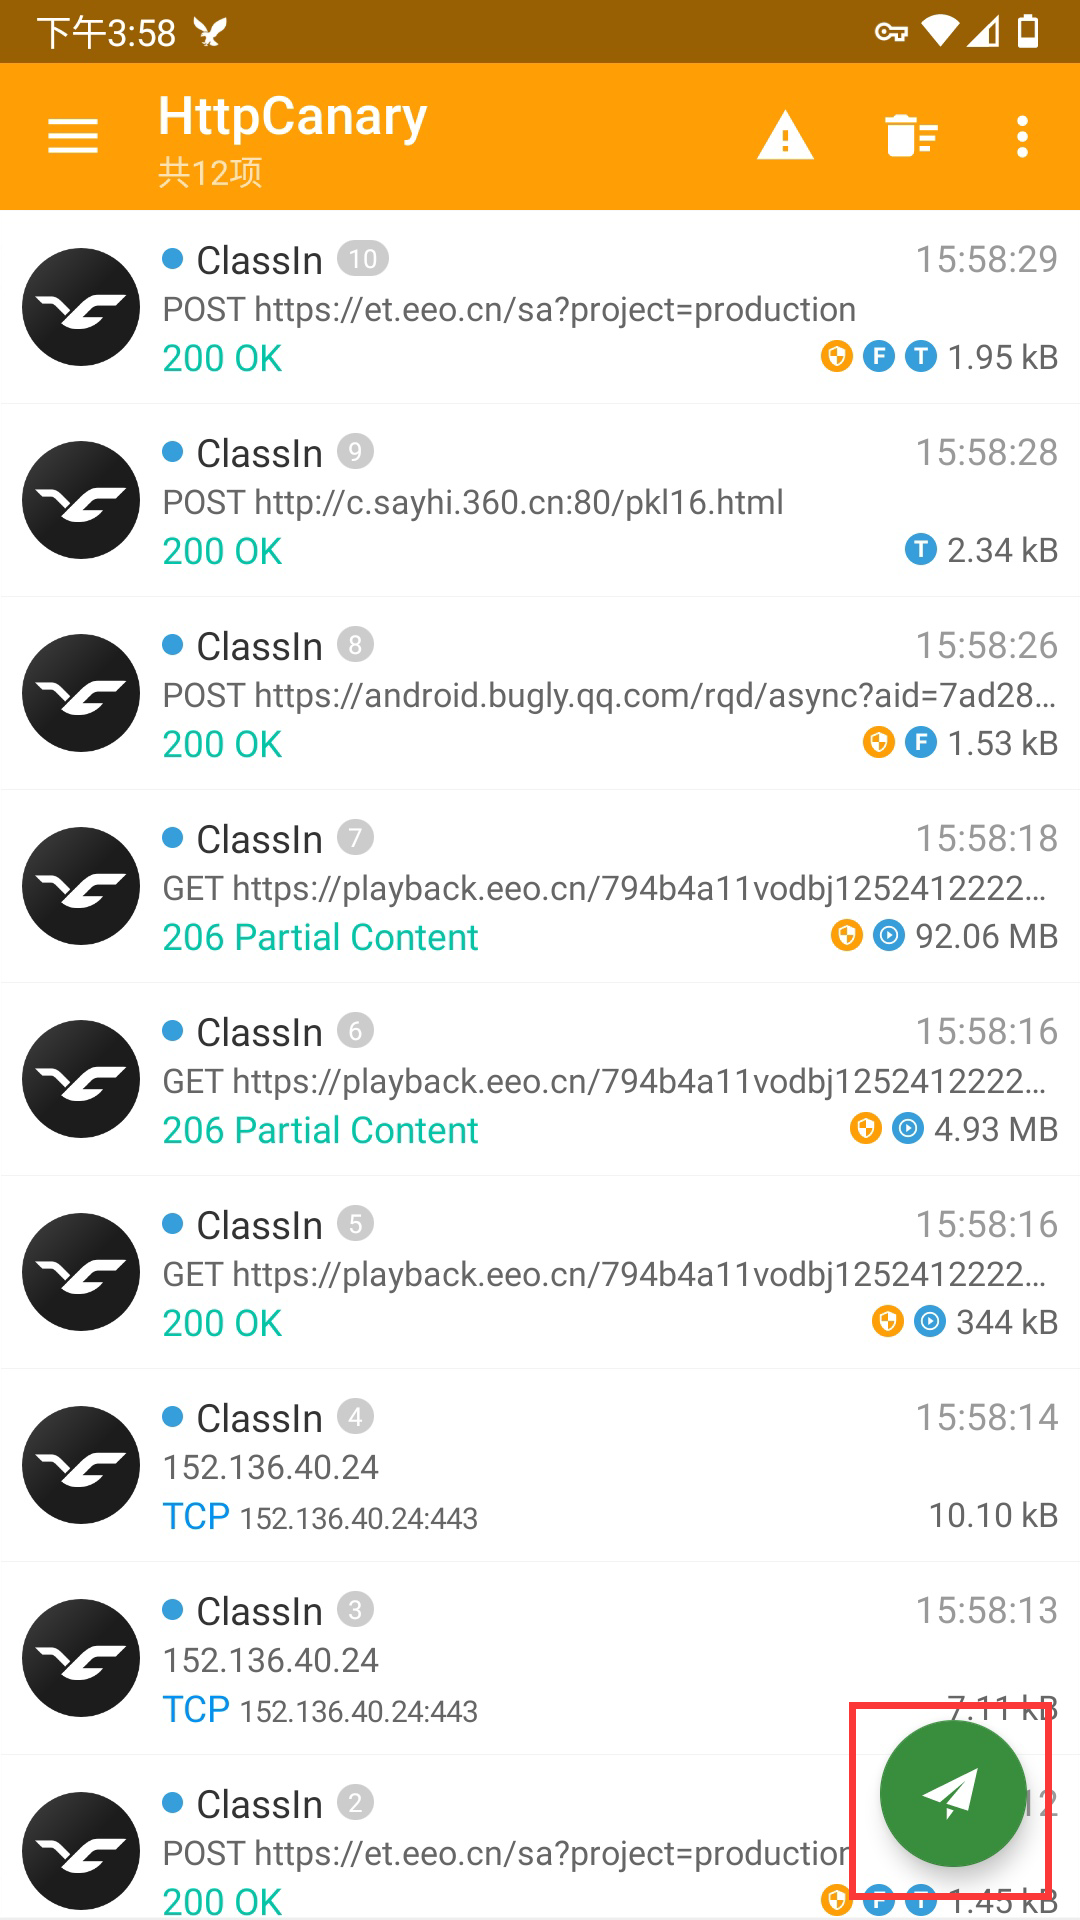 下午3:58
HttpCanary
共12项
ClassIn 10 15:58:29
POST https://et.eeo.cn/sa?project=production
200 OK F T 1.95 kB
ClassIn 9 15:58:28
POST http://c.sayhi.360.cn:80/pkl16.html
200 OK T 2.34 kB
ClassIn 8 15:58:26
POST https://android.bugly.qq.com/rqd/async?aid=7ad28...
200 OK F 1.53 kB
ClassIn 7 15:58:18
GET https://playback.eeo.cn/794b4a11vodbj1252412222...
206 Partial Content 92.06 MB
ClassIn 6 15:58:16
GET https://playback.eeo.cn/794b4a11vodbj1252412222...
206 Partial Content 4.93 MB
ClassIn 5 15:58:16
GET https://playback.eeo.cn/794b4a11vodbj1252412222...
200 OK 344 kB
ClassIn 4 15:58:14
152.136.40.24
TCP 152.136.40.24:443 10.10 kB
ClassIn 3 15:58:13
152.136.40.24
TCP 152.136.40.24:443 7.11 kB
ClassIn 2 12
POST https://et.eeo.cn/sa?project=production
200 OK F T 1.45 kB